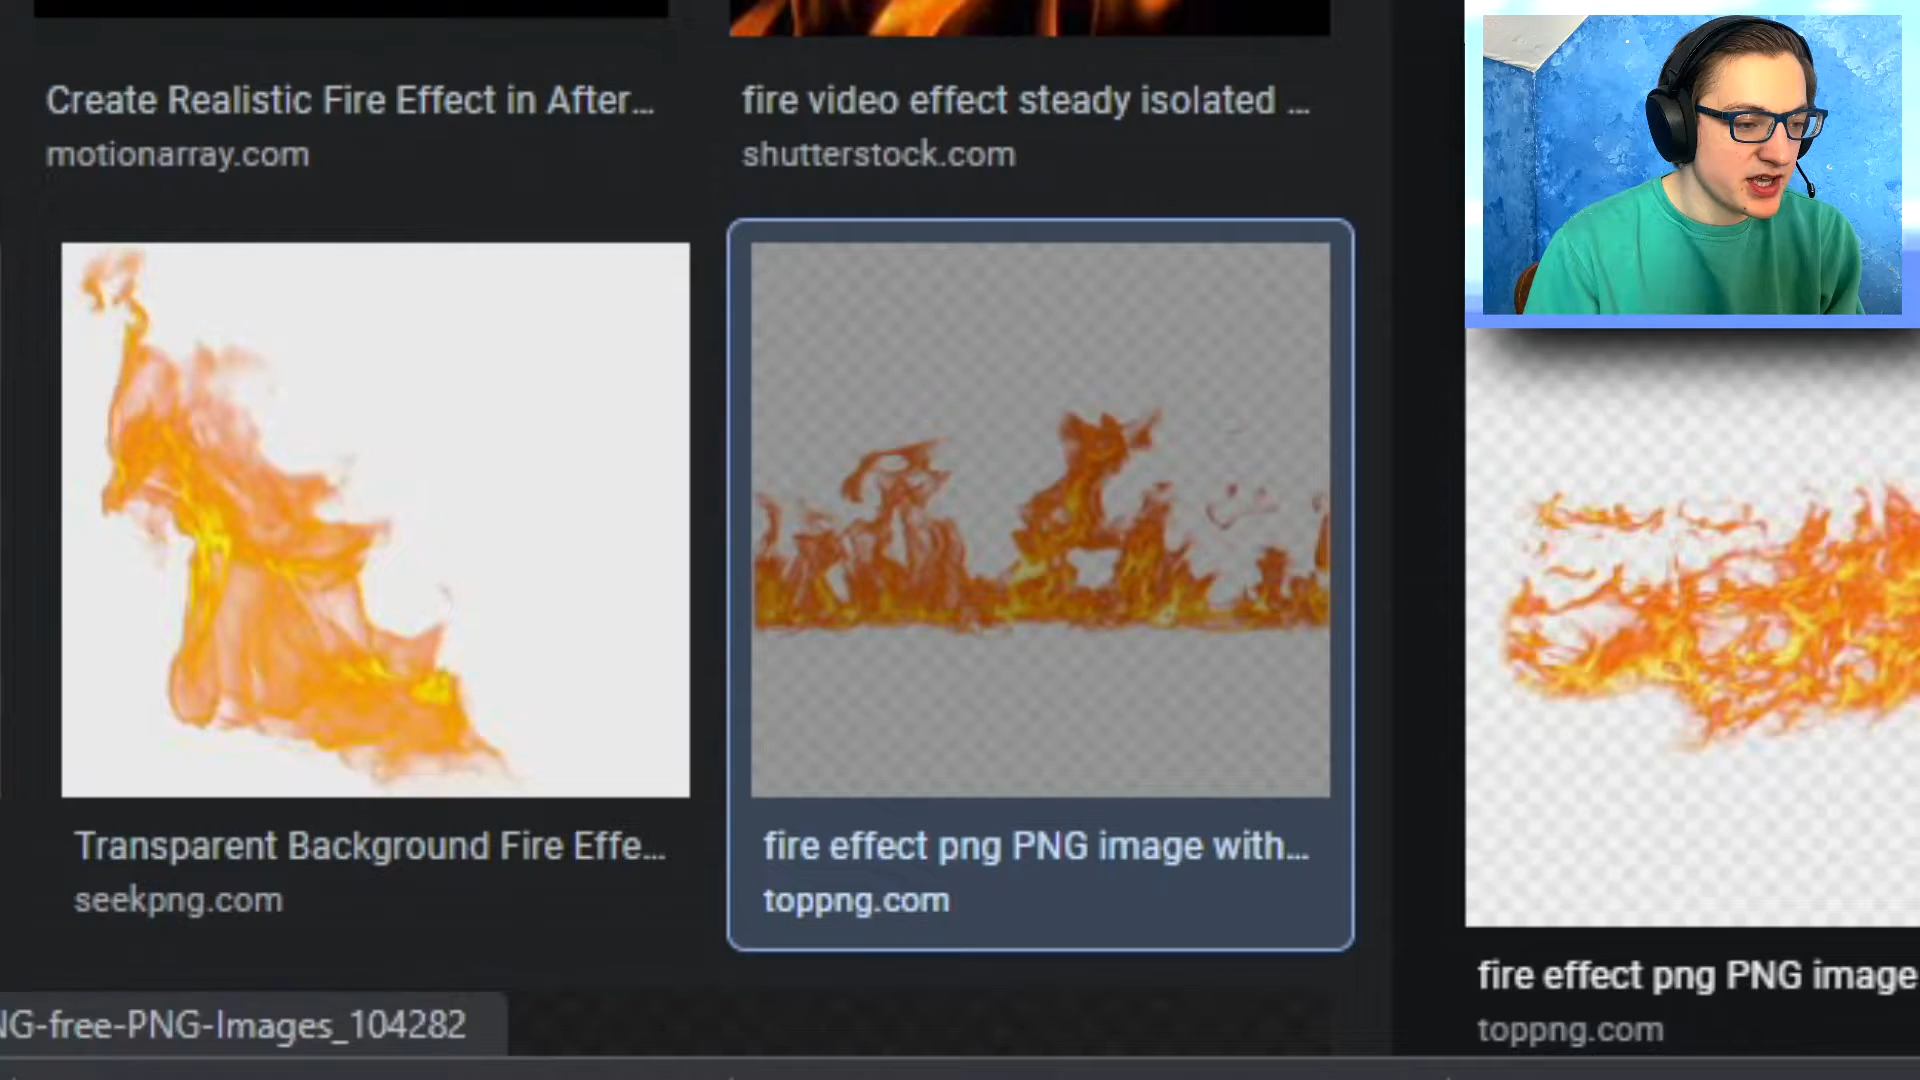 Create Realistic Fire Effect in After...
motionarray.com
fire video effect steady isolated ...
shutterstock.com
Transparent Background Fire Effe...
seekpng.com
fire effect png PNG image with...
toppng.com
fire effect png PNG image
toppng.com
NG-free-PNG-Images_104282